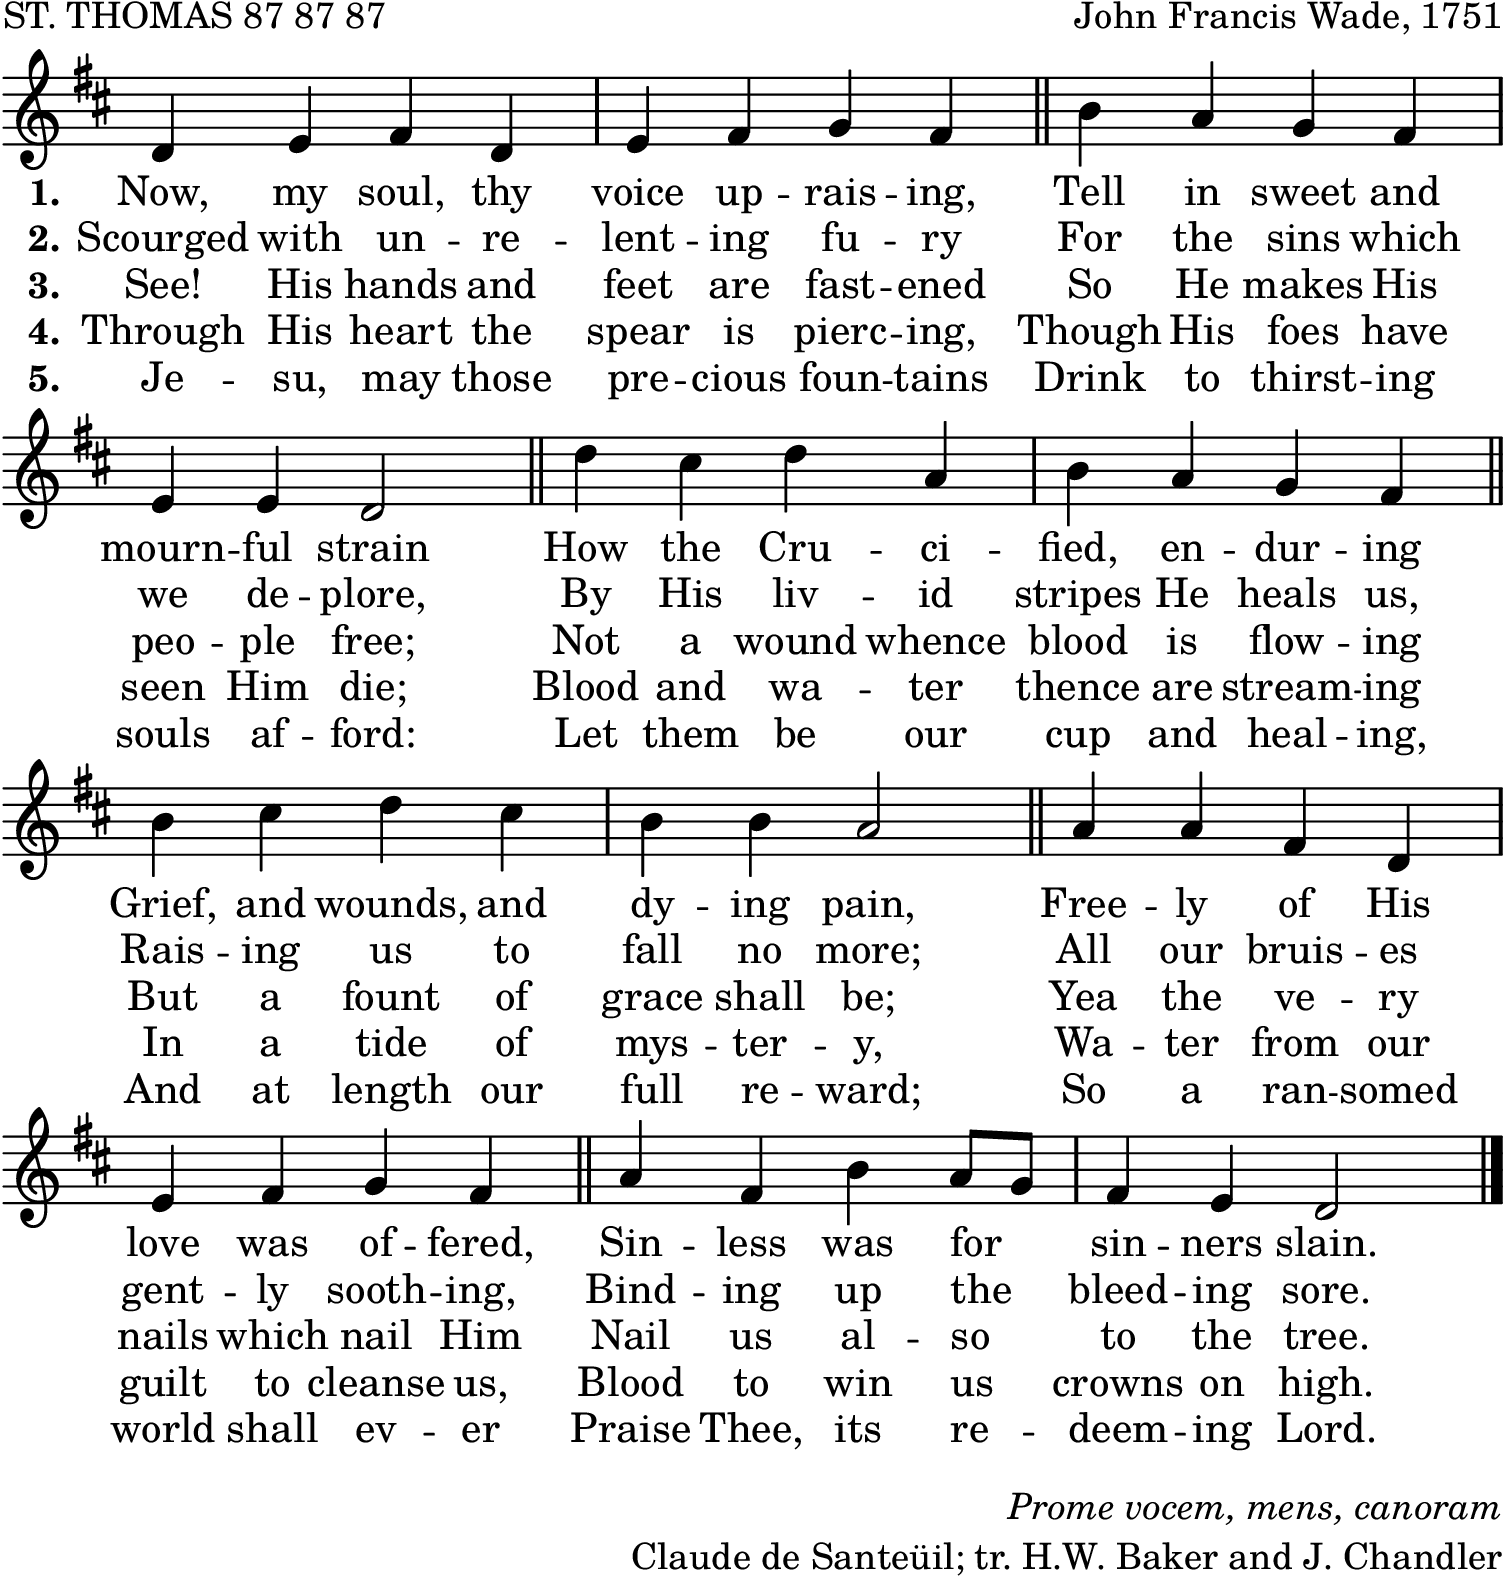 ST. THOMAS 87 87 87 John Francis Wade, 1751
1. Now, my soul, thy voice up -- rais -- ing, Tell in sweet and
2. Scourged with un -- re -- lent -- ing fu -- ry For the sins which
3. See! His hands and feet are fast -- ened So He makes His
4. Through His heart the spear is pierc -- ing, Though His foes have
5. Je -- su, may those pre -- cious foun -- tains Drink to thirst -- ing
mourn -- ful strain How the Cru -- ci -- fied, en -- dur -- ing
we de -- plore, By His liv -- id stripes He heals us,
peo -- ple free; Not a wound whence blood is flow -- ing
seen Him die; Blood and wa -- ter thence are stream -- ing
souls af -- ford: Let them be our cup and heal -- ing,
Grief, and wounds, and dy -- ing pain, Free -- ly of His
Rais -- ing us to fall no more; All our bruis -- es
But a fount of grace shall be; Yea the ve -- ry
In a tide of mys -- ter -- y, Wa -- ter from our
And at length our full re -- ward; So a ran -- somed
love was of -- fered, Sin -- less was for sin -- ners slain.
gent -- ly sooth -- ing, Bind -- ing up the bleed -- ing sore.
nails which nail Him Nail us al -- so to the tree.
guilt to cleanse us, Blood to win us crowns on high.
world shall ev -- er Praise Thee, its re -- deem -- ing Lord.
Prome vocem, mens, canoram
Claude de Santeüil; tr. H.W. Baker and J. Chandler